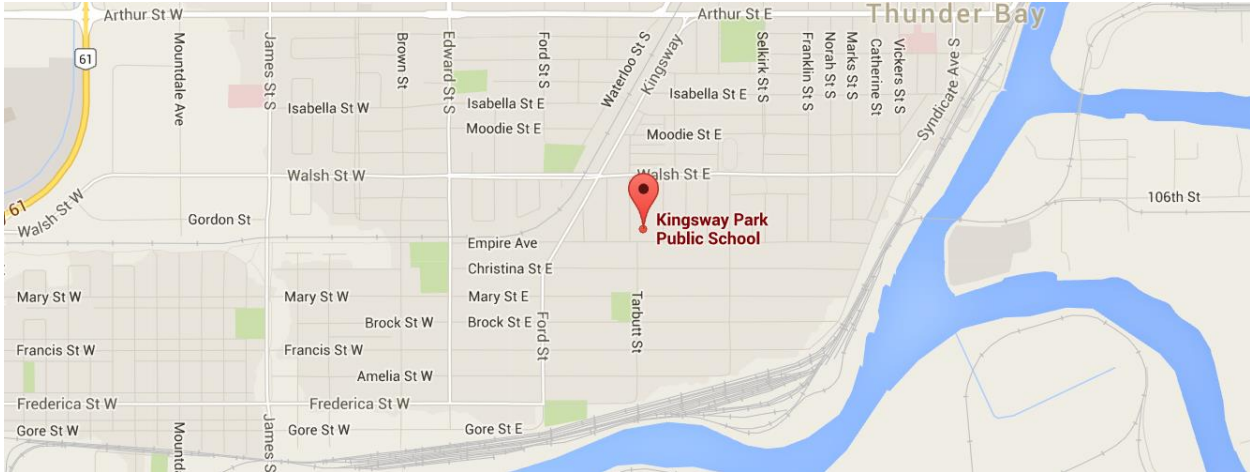 Arthur St W
Arthur St E
Thunder Bay
61
Mountdale Ave
James St S
Brown St
Edward St S
Ford St S
Waterloo St S
Kingsway
Selkirk St S
Franklin St S
Norah St S
Marks St S
Catherine St
Vickers St S
Syndicate Ave S
Isabella St W
Isabella St E
Isabella St E
Moodie St E
Moodie St E
Walsh St W
Walsh St E
61
Walsh St W
Gordon St
106th St
Kingsway Park
Public School
Empire Ave
Christina St E
Mary St W
Mary St W
Mary St E
Tarbutt St
Brock St W
Brock St E
Ford St
Francis St W
Francis St W
Amelia St W
Frederica St W
Frederica St W
Gore St W
Mountda
James S
Gore St W
Gore St E